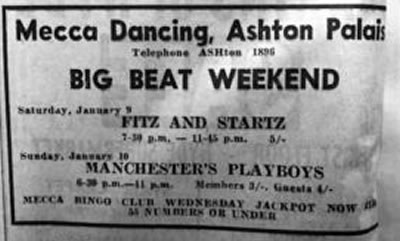 Mecca Dancing, Ashton Palais
Telephone ASHton 1896
BIG BEAT WEEKEND
Saturday, January 9
FITZ AND STARTZ
7-30 p.m. — 11-45 p.m. 5/-
Sunday, January 10
MANCHESTER'S PLAYBOYS
6-30 p.m.—11 p.m. Members 3/-. Guests 4/-
MECCA BINGO CLUB WEDNESDAY JACKPOT NOW
55 NUMBERS OR UNDER